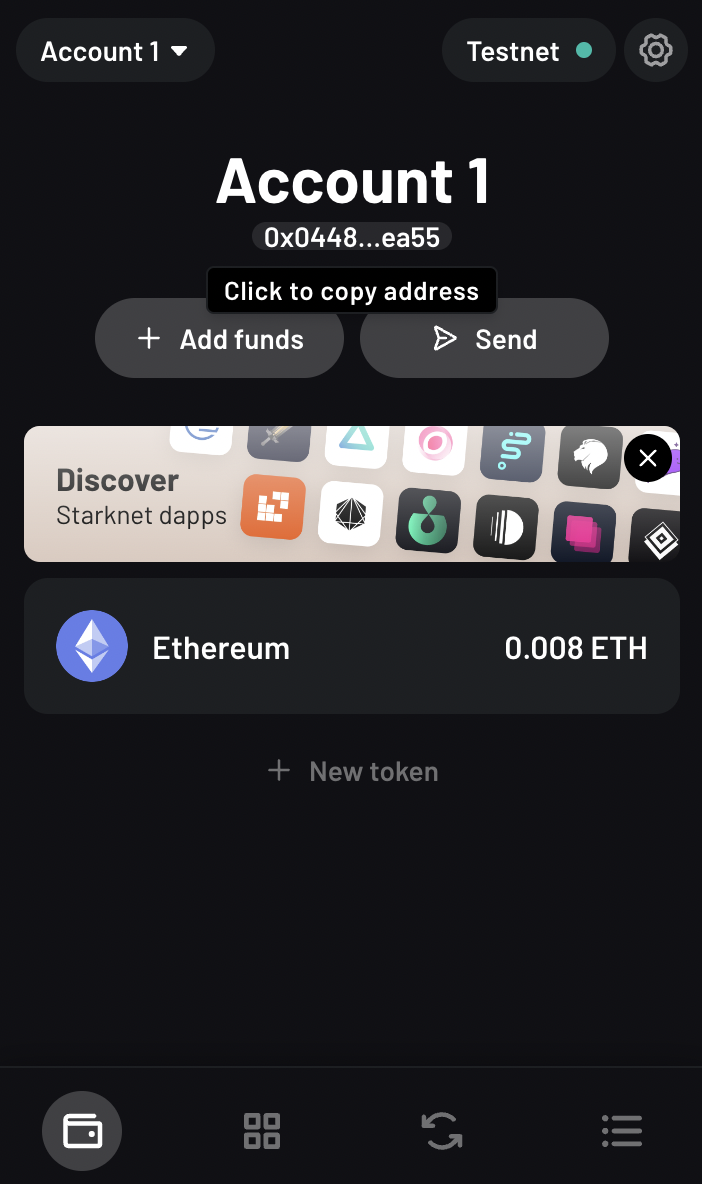 Account 1
Testnet
Account 1
0x0448...ea55
Click to copy address
Add funds
Send
Discover
Starknet dapps
Ethereum
0.008 ETH
New token